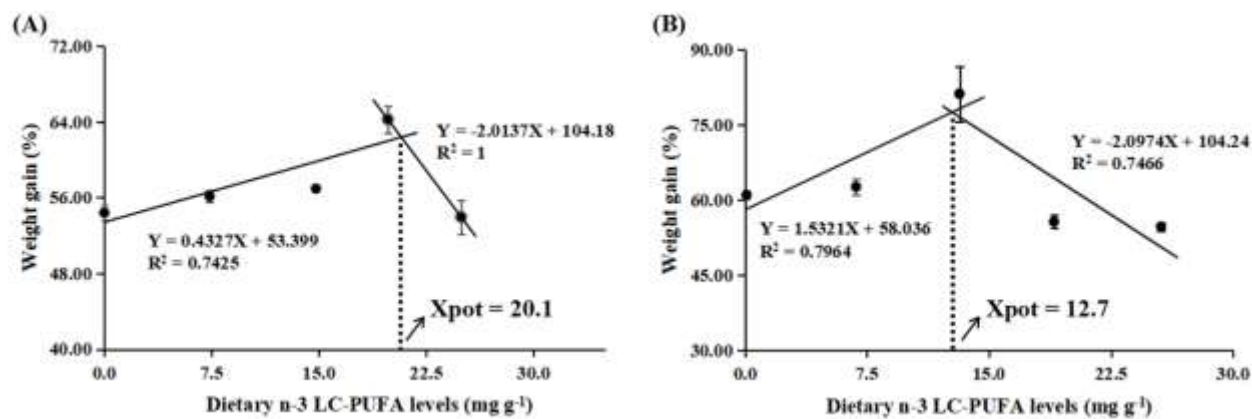 (A)
72.00
64.00
56.00
48.00
40.00
Weight gain (%)
Y = -2.0137X + 104.18
R² = 1
Y = 0.4327X + 53.399
R² = 0.7425
Xpot = 20.1
0.0 7.5 15.0 22.5 30.0
Dietary n-3 LC-PUFA levels (mg g⁻¹)
(B)
90.00
75.00
60.00
45.00
30.00
Weight gain (%)
Y = -2.0974X + 104.24
R² = 0.7466
Y = 1.5321X + 58.036
R² = 0.7964
Xpot = 12.7
0.0 7.5 15.0 22.5 30.0
Dietary n-3 LC-PUFA levels (mg g⁻¹)